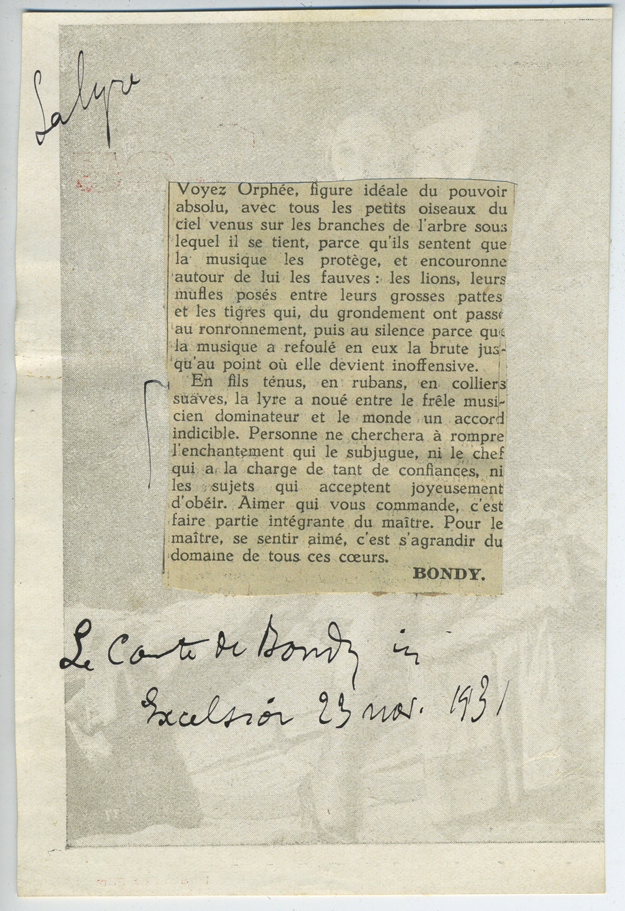 La lyre
Voyez Orphée, figure idéale du pouvoir
absolu, avec tous les petits oiseaux du
ciel venus sur les branches de l'arbre sous
lequel il se tient, parce qu'ils sentent que
la musique les protège, et encouronne
autour de lui les fauves : les lions, leurs
mufles posés entre leurs grosses pattes
et les tigres qui, du grondement ont passé
au ronronnement, puis au silence parce que
la musique a refoulé en eux la brute jus-
qu'au point où elle devient inoffensive.
En fils ténus, en rubans, en colliers
suaves, la lyre a noué entre le frêle musi-
cien dominateur et le monde un accord
indicible. Personne ne cherchera à rompre
l'enchantement qui le subjugue, ni le chef
qui a la charge de tant de confiances, ni
les sujets qui acceptent joyeusement
d'obéir. Aimer qui vous commande, c'est
faire partie intégrante du maître. Pour le
maître, se sentir aimé, c'est s'agrandir du
domaine de tous ces cœurs.
BONDY.
Le Comte de Bondy in
Excelsior 23 nov. 1931